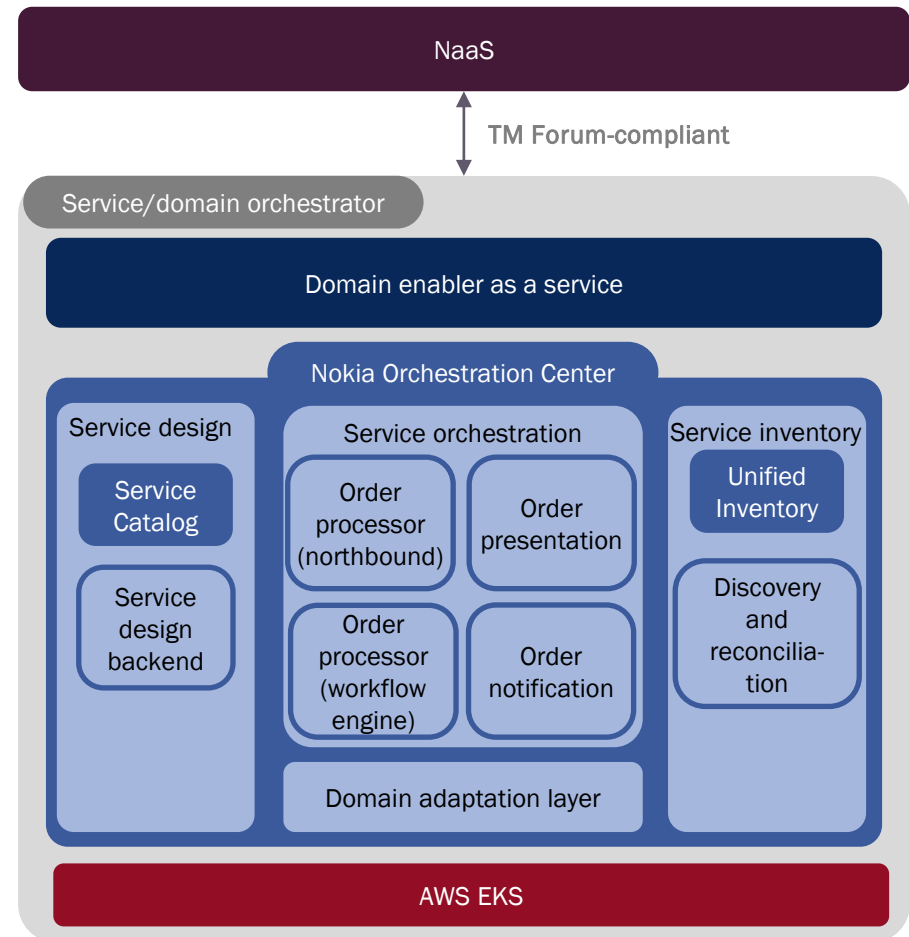 NaaS
TM Forum-compliant
Service/domain orchestrator
Domain enabler as a service
Nokia Orchestration Center
Service design
Service
Catalog
Service
design
backend
Service orchestration
Order
processor
(northbound)
Order
presentation
Order
processor
(workflow
engine)
Order
notification
Domain adaptation layer
Service inventory
Unified
Inventory
Discovery
and
reconcilia-
tion
AWS EKS